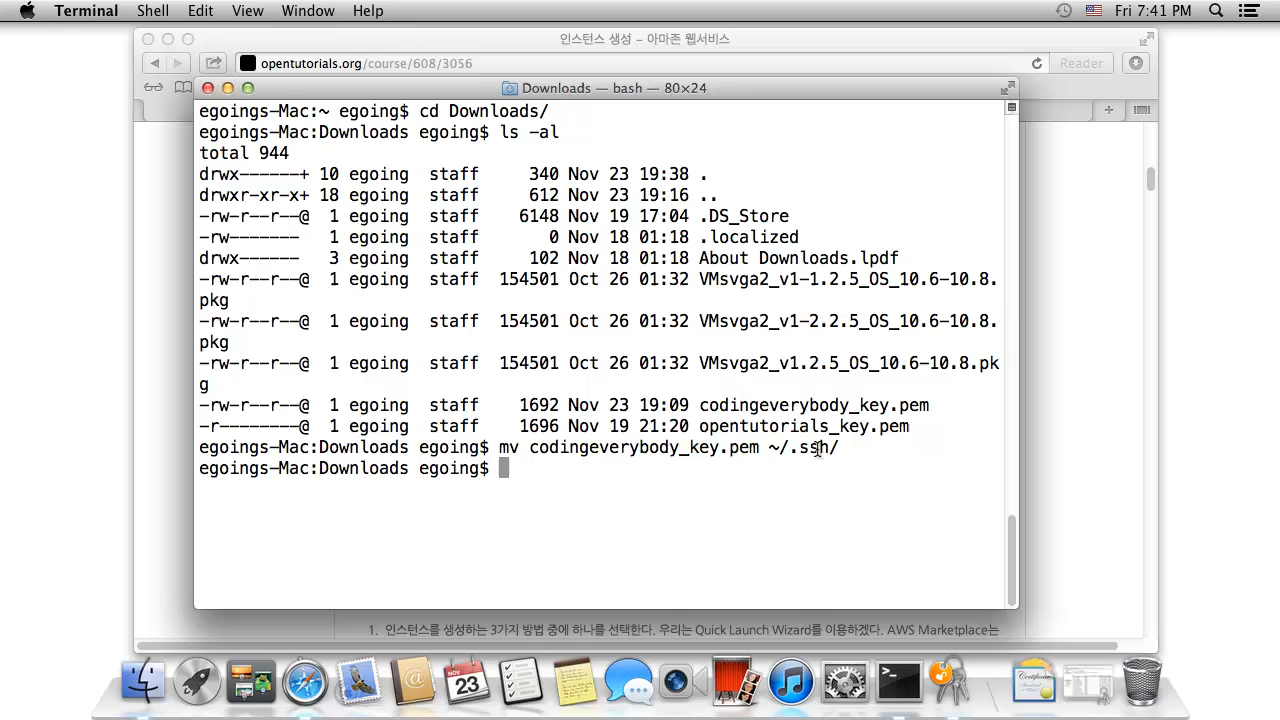 Terminal Shell Edit View Window Help Fri 7:41 PM
인스턴스 생성 – 아마존 웹서비스
opentutorials.org/course/608/3056 Reader
Downloads — bash — 80×24
egoings-Mac:~ egoing$ cd Downloads/
egoings-Mac:Downloads egoing$ ls -al
total 944
drwx------+ 10 egoing staff 340 Nov 23 19:38 .
drwxr-xr-x+ 18 egoing staff 612 Nov 23 19:16 ..
-rw-r--r--@ 1 egoing staff 6148 Nov 19 17:04 .DS_Store
-rw------- 1 egoing staff 0 Nov 18 01:18 .localized
drwx------ 3 egoing staff 102 Nov 18 01:18 About Downloads.lpdf
-rw-r--r--@ 1 egoing staff 154501 Oct 26 01:32 VMsvga2_v1-1.2.5_OS_10.6-10.8.
pkg
-rw-r--r--@ 1 egoing staff 154501 Oct 26 01:32 VMsvga2_v1-2.2.5_OS_10.6-10.8.
pkg
-rw-r--r--@ 1 egoing staff 154501 Oct 26 01:32 VMsvga2_v1.2.5_OS_10.6-10.8.pk
g
-rw-r--r--@ 1 egoing staff 1692 Nov 23 19:09 codingeverybody_key.pem
-r-------@ 1 egoing staff 1696 Nov 19 21:20 opentutorials_key.pem
egoings-Mac:Downloads egoing$ mv codingeverybody_key.pem ~/.ssh/
egoings-Mac:Downloads egoing$
1. 인스턴스를 생성하는 3가지 방법 중에 하나를 선택한다. 우리는 Quick Launch Wizard를 이용하겠다. AWS Marketplace는
NOV
23